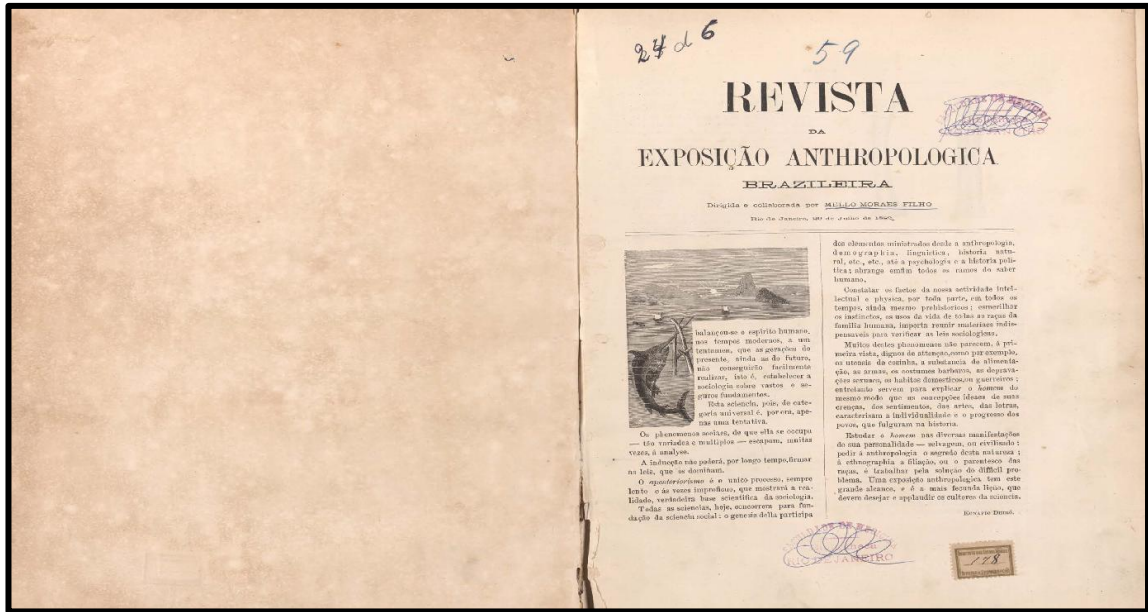 24 d 6
59
REVISTA
DA
EXPOSIÇÃO ANTHROPOLOGICA
BRAZILEIRA
Dirigida e collaborada por MELLO MORAES FILHO
Rio de Janeiro, de Julho de
balançou-se o espirito humano,
nos tempos modernos, a um
tentamen, que as gerações do
presente, ainda as do futuro,
não conseguirão facilmente
realizar, isto é, estabelecer a
sociologia sobre vastos e se-
guros fundamentos.
Esta sciencia, pois, de cate-
goria universal é, por ora, ape-
nas uma tentativa.
Os phenomenos sociaes, de que ella se occupa
— tão variados e multiplos — escapam, muitas
vezes, á analyse.
A inducção não poderá, por longo tempo, firmar
as leis, que os dominam.
O aposteriorismo é o unico processo, sempre
lento e ás vezes improficuo, que mostrará a rea-
lidade, verdadeira base scientifica da sociologia.
Todas as sciencias, hoje, concorrem para fun-
dação da sciencia social: o genesis della participa
dos elementos ministrados desde a anthropologia,
demographia, linguistica, historia natu-
ral, etc., etc., até a psychologia e a historia poli-
tica; abrange emfim todos os ramos do saber
humano.
Constatar os factos da nossa actividade intel-
lectual e physica, por toda parte, em todos os
tempos, ainda mesmo prehistoricos; esmerilhar
os instinctos, os usos da vida de todas as raças da
familia humana, importa reunir materiaes indis-
pensaveis para verificar as leis sociologicas.
Muitos destes phenomenos não parecem, á pri-
meira vista, dignos de attenção, como por exemplo,
os utensis da cozinha, a substancia da alimenta-
ção, as armas, os costumes barbaros, as deprava-
ções sexuaes, os habitos domesticos, ou guerreiros;
entretanto servem para explicar o homem do
mesmo modo que as concepções ideaes de suas
crenças, dos sentimentos, das artes, das letras,
caracterisam a individualidade e o progresso dos
povos, que fulguram na historia.
Estudar o homem nas diversas manifestações
de sua personalidade — selvagem, ou civilisado;
pedir á anthropologia o segredo desta natureza;
á ethnographia a filiação, ou o parentesco das
raças, é trabalhar pela solução do difficil pro-
blema. Uma exposição anthropologica tem este
grande alcance, e é a mais fecunda lição, que
devera desejar e applaudir os cultores da sciencia.
RIO DE JANEIRO
178